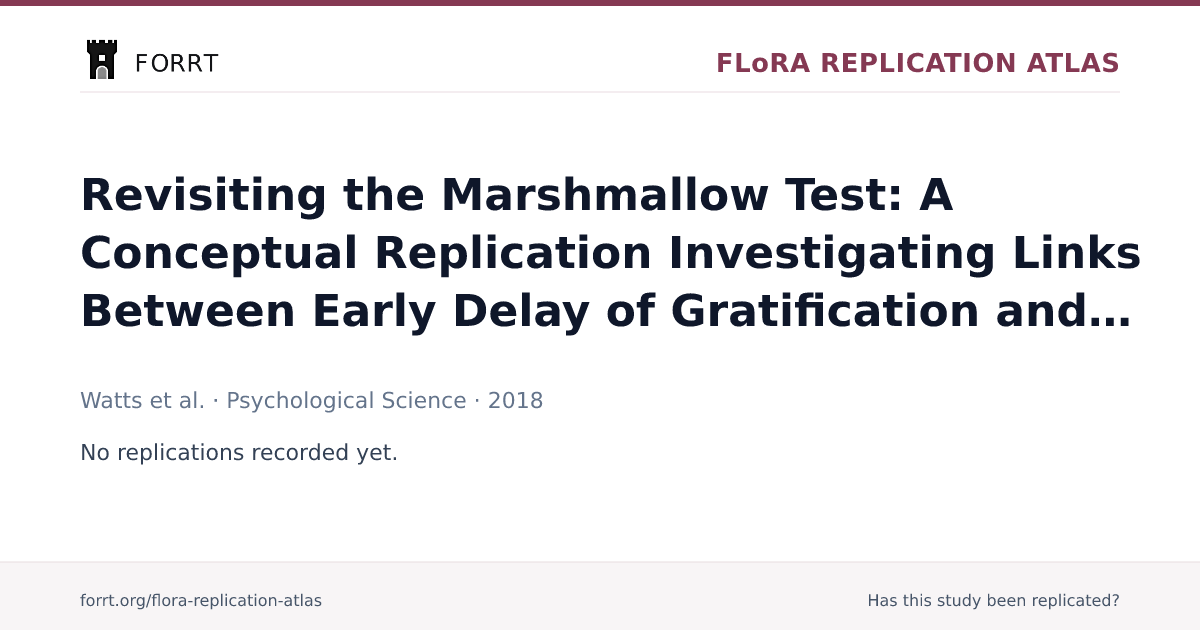 FORRT
FLoRA REPLICATION ATLAS
Revisiting the Marshmallow Test: A
Conceptual Replication Investigating Links
Between Early Delay of Gratification and…
Watts et al. · Psychological Science · 2018
No replications recorded yet.
forrt.org/flora-replication-atlas
Has this study been replicated?